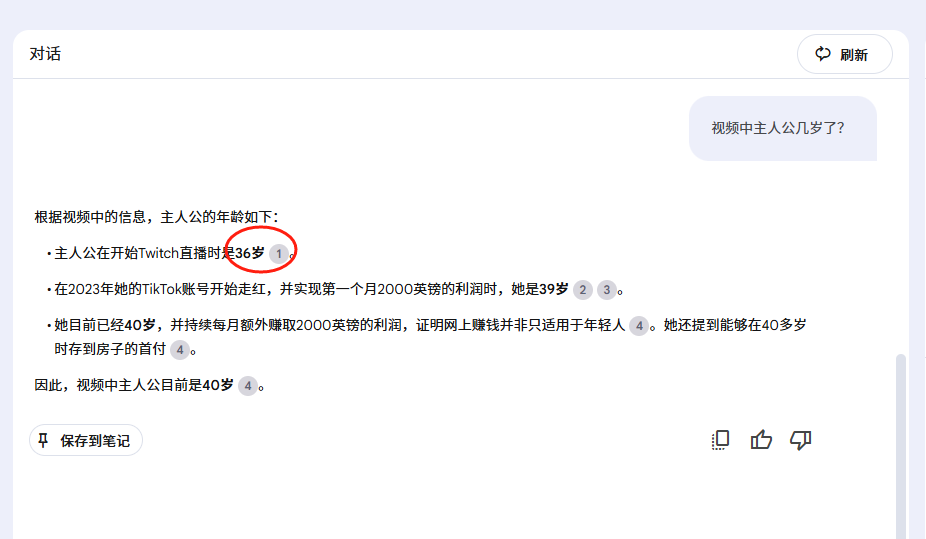 对话
刷新
视频中主人公几岁了？
根据视频中的信息，主人公的年龄如下：
• 主人公在开始Twitch直播时是36岁 1 。
• 在2023年她的TikTok账号开始走红，并实现第一个月2000英镑的利润时，她是39岁 2 3 。
• 她目前已经40岁，并持续每月额外赚取2000英镑的利润，证明网上赚钱并非只适用于年轻人 4 。她还提到能够在40多岁
时存到房子的首付 4 。
因此，视频中主人公目前是40岁 4 。
保存到笔记